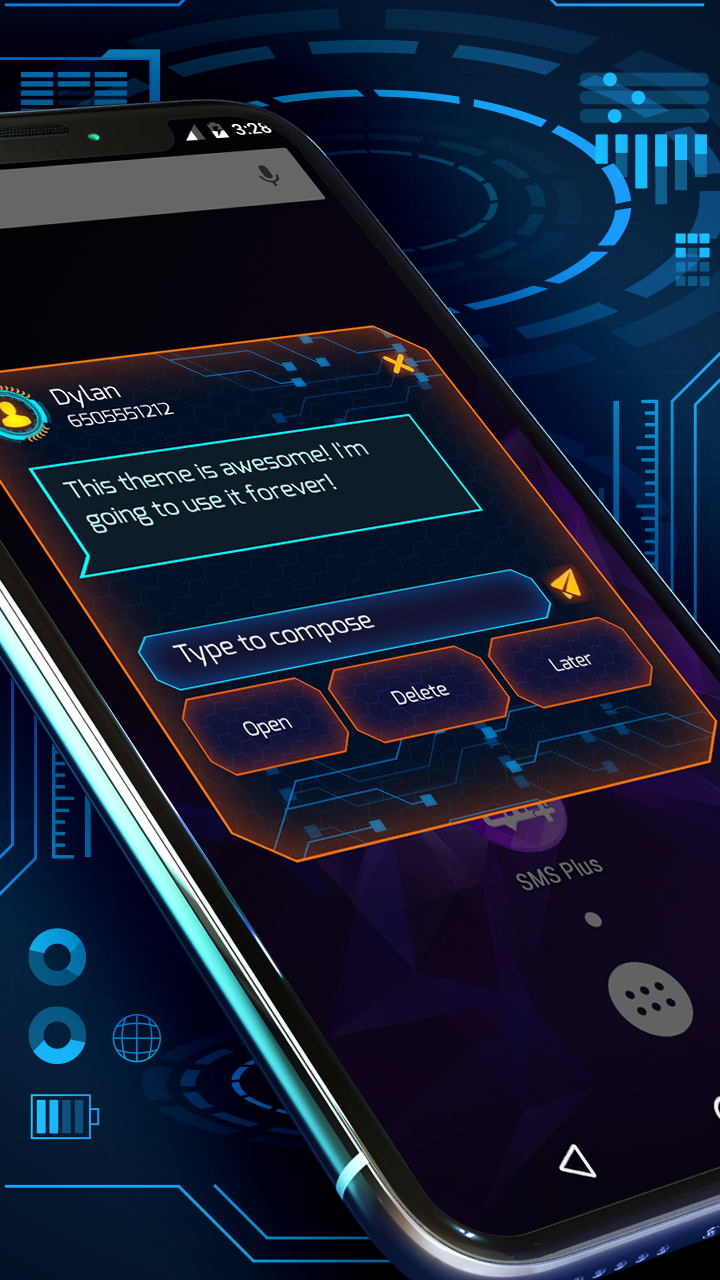 3:28
Dylan
6505551212
This theme is awesome! I'm
going to use it forever!
Type to compose
Open
Delete
Later
SMS Plus